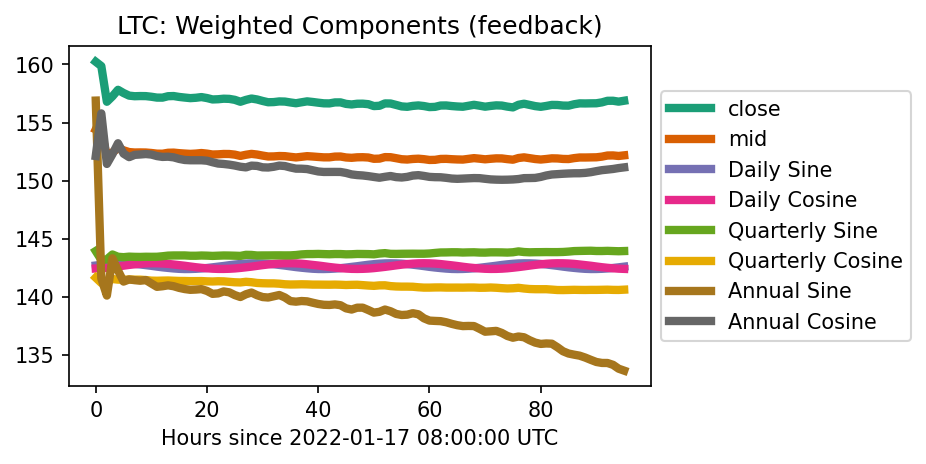 LTC: Weighted Components (feedback)
160
155
150
145
140
135
0
20
40
60
80
Hours since 2022-01-17 08:00:00 UTC
close
mid
Daily Sine
Daily Cosine
Quarterly Sine
Quarterly Cosine
Annual Sine
Annual Cosine